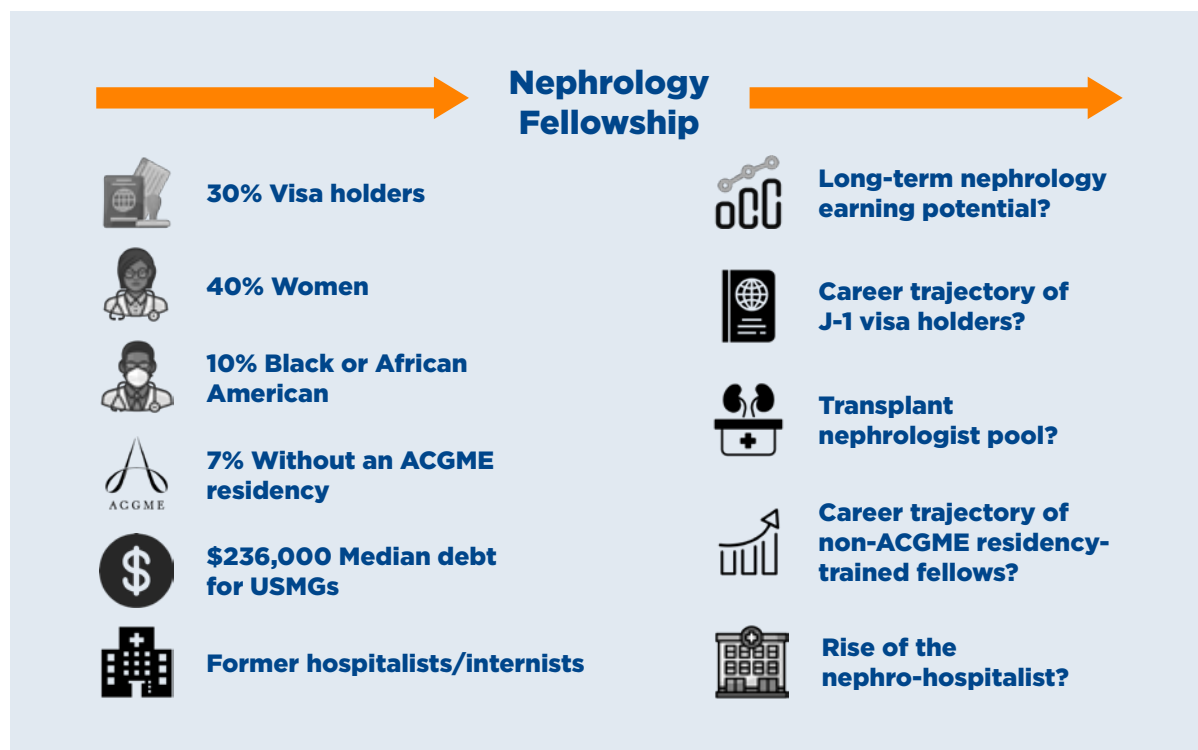 Nephrology
Fellowship
30% Visa holders
40% Women
10% Black or African
American
ACGME
7% Without an ACGME
residency
$
$236,000 Median debt
for USMGs
Former hospitalists/internists
Long-term nephrology
earning potential?
Career trajectory of
J-1 visa holders?
Transplant
nephrologist pool?
Career trajectory of
non-ACGME residency-
trained fellows?
Rise of the
nephro-hospitalist?